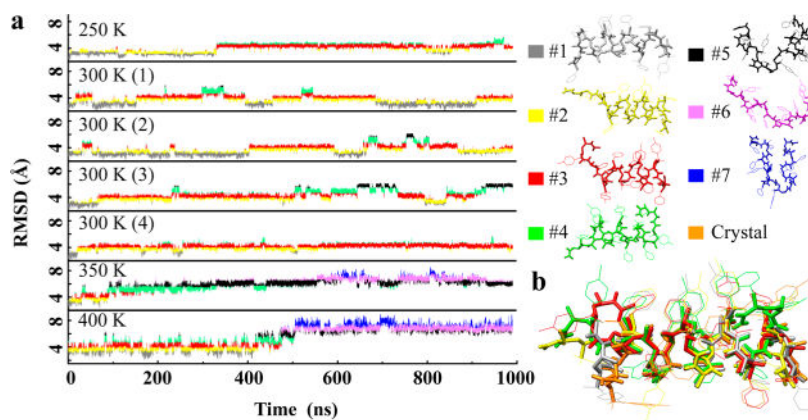 a
RMSD (Å)
8
4
250 K
8
4
300 K (1)
8
4
300 K (2)
8
4
300 K (3)
8
4
300 K (4)
8
4
350 K
8
4
400 K
8
4
0 200 400 600 800 1000
Time (ns)
#1
#2
#3
#4
#5
#6
#7
Crystal
b